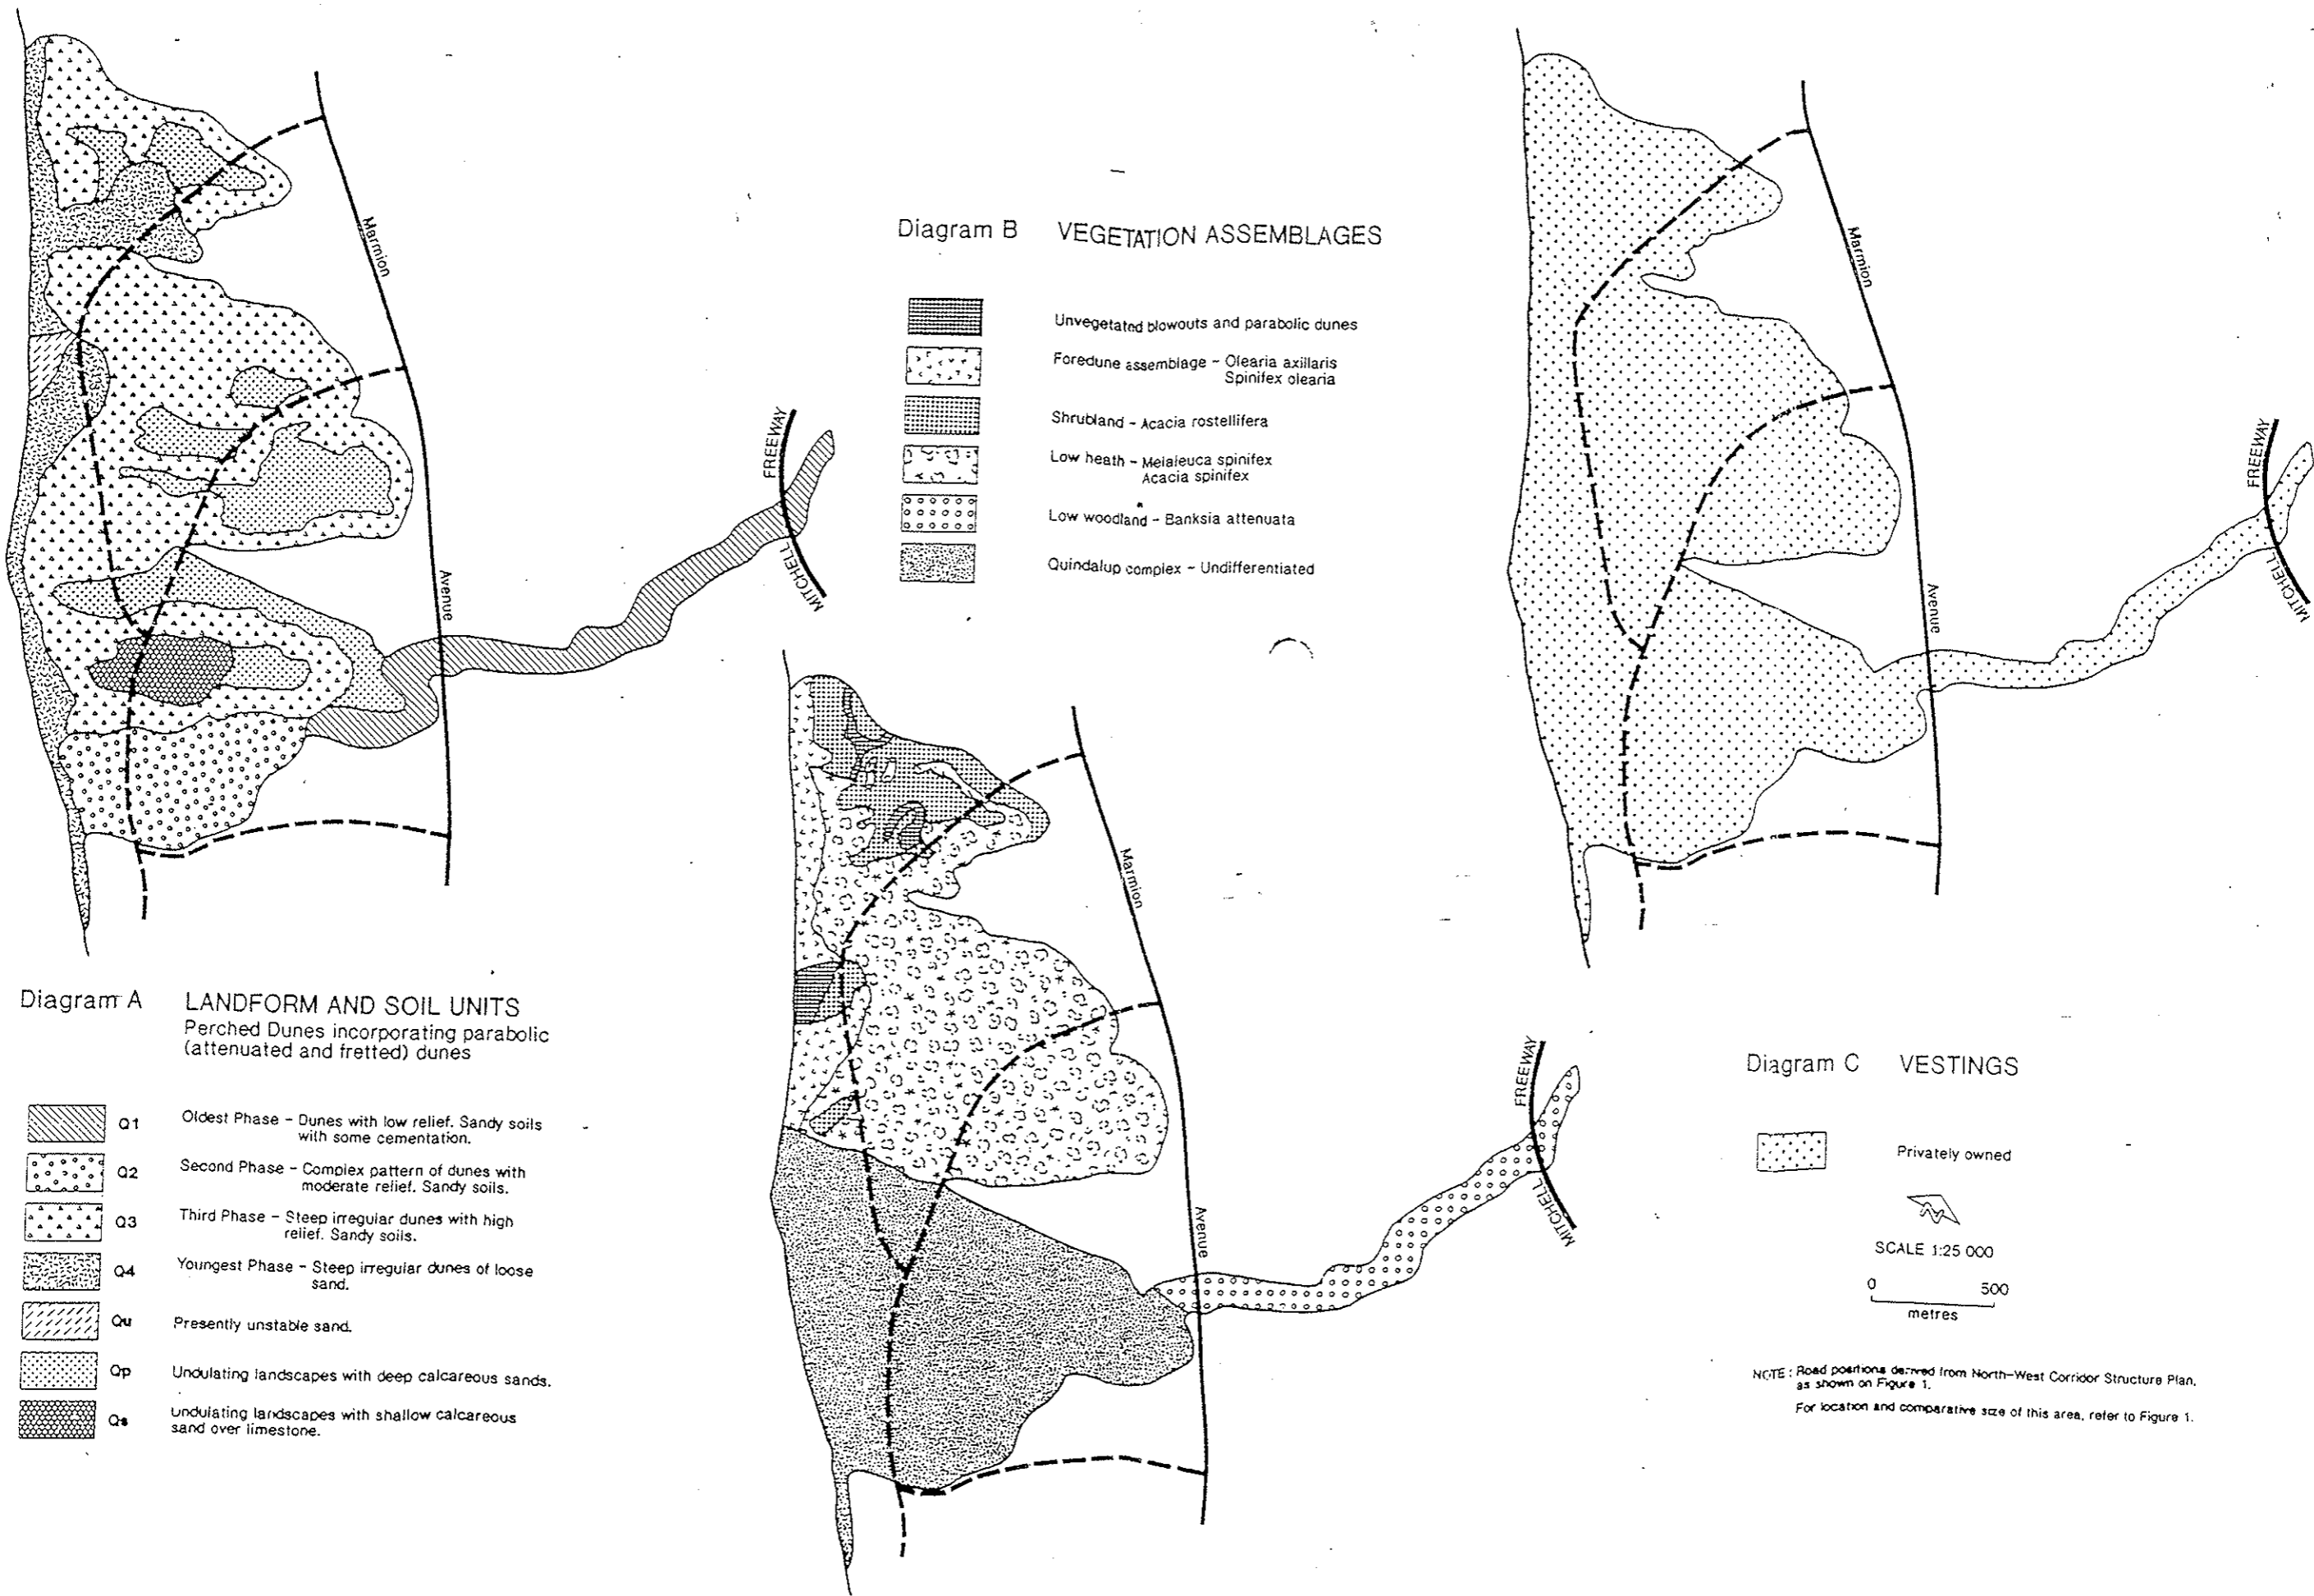 Marmion
Avenue
FREEWAY
MITCHELL
Diagram A LANDFORM AND SOIL UNITS
Perched Dunes incorporating parabolic
(attenuated and fretted) dunes
Q1 Oldest Phase - Dunes with low relief. Sandy soils
with some cementation.
Q2 Second Phase - Complex pattern of dunes with
moderate relief. Sandy soils.
Q3 Third Phase - Steep irregular dunes with high
relief. Sandy soils.
Q4 Youngest Phase - Steep irregular dunes of loose
sand.
Qu Presently unstable sand.
Qp Undulating landscapes with deep calcareous sands.
Qs Undulating landscapes with shallow calcareous
sand over limestone.
Diagram B VEGETATION ASSEMBLAGES
Unvegetated blowouts and parabolic dunes
Foredune assemblage - Olearia axillaris
Spinifex olearia
Shrubland - Acacia rostellifera
Low heath - Melaleuca spinifex
Acacia spinifex
Low woodland - Banksia attenuata
Quindalup complex - Undifferentiated
Marmion
Avenue
FREEWAY
MITCHELL
Marmion
Avenue
FREEWAY
MITCHELL
Diagram C VESTINGS
Privately owned
SCALE 1:25 000
0 500
metres
NOTE : Road positions derived from North-West Corridor Structure Plan,
as shown on Figure 1.
For location and comparative size of this area, refer to Figure 1.